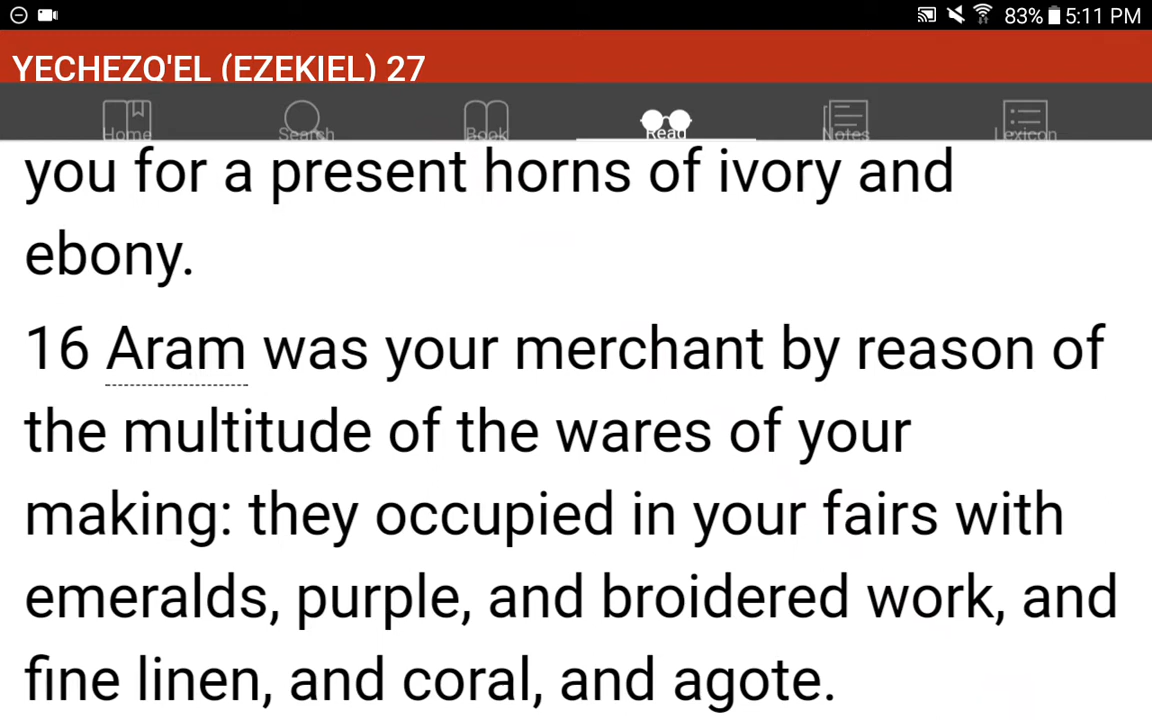 83% 5:11 PM
YECHEZQ'EL (EZEKIEL) 27
Home Search Book Read Notes Lexicon
you for a present horns of ivory and
ebony.
16 Aram was your merchant by reason of
the multitude of the wares of your
making: they occupied in your fairs with
emeralds, purple, and broidered work, and
fine linen, and coral, and agote.